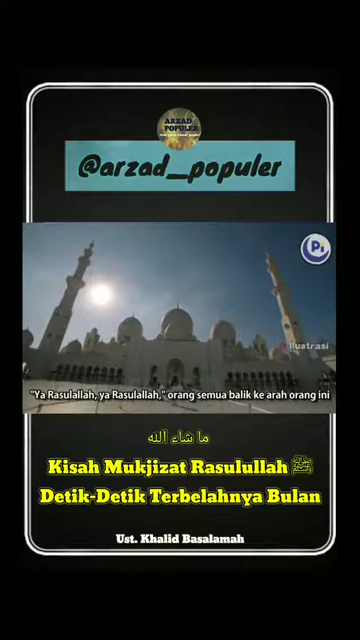 ARZAD
POPULER
@arzad_populer
P1
Ilustrasi
"Ya Rasulallah, ya Rasulallah," orang semua balik ke arah orang ini
ما شاء الله
Kisah Mukjizat Rasulullah ﷺ
Detik-Detik Terbelahnya Bulan
Ust. Khalid Basalamah